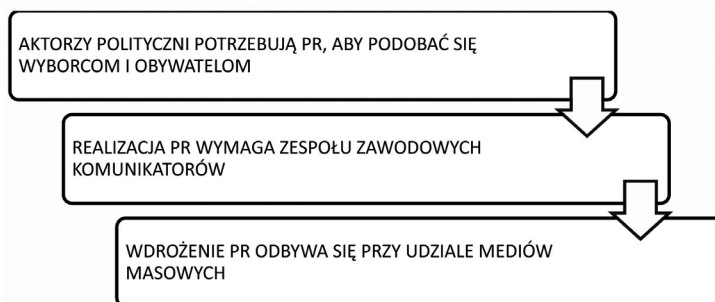 AKTORZY POLITYCZNI POTRZEBUJĄ PR, ABY PODOBAĆ SIĘ
WYBORCOM I OBYWATELOM
REALIZACJA PR WYMAGA ZESPOŁU ZAWODOWYCH
KOMUNIKATORÓW
WDROŻENIE PR ODBYWA SIĘ PRZY UDZIALE MEDIÓW
MASOWYCH